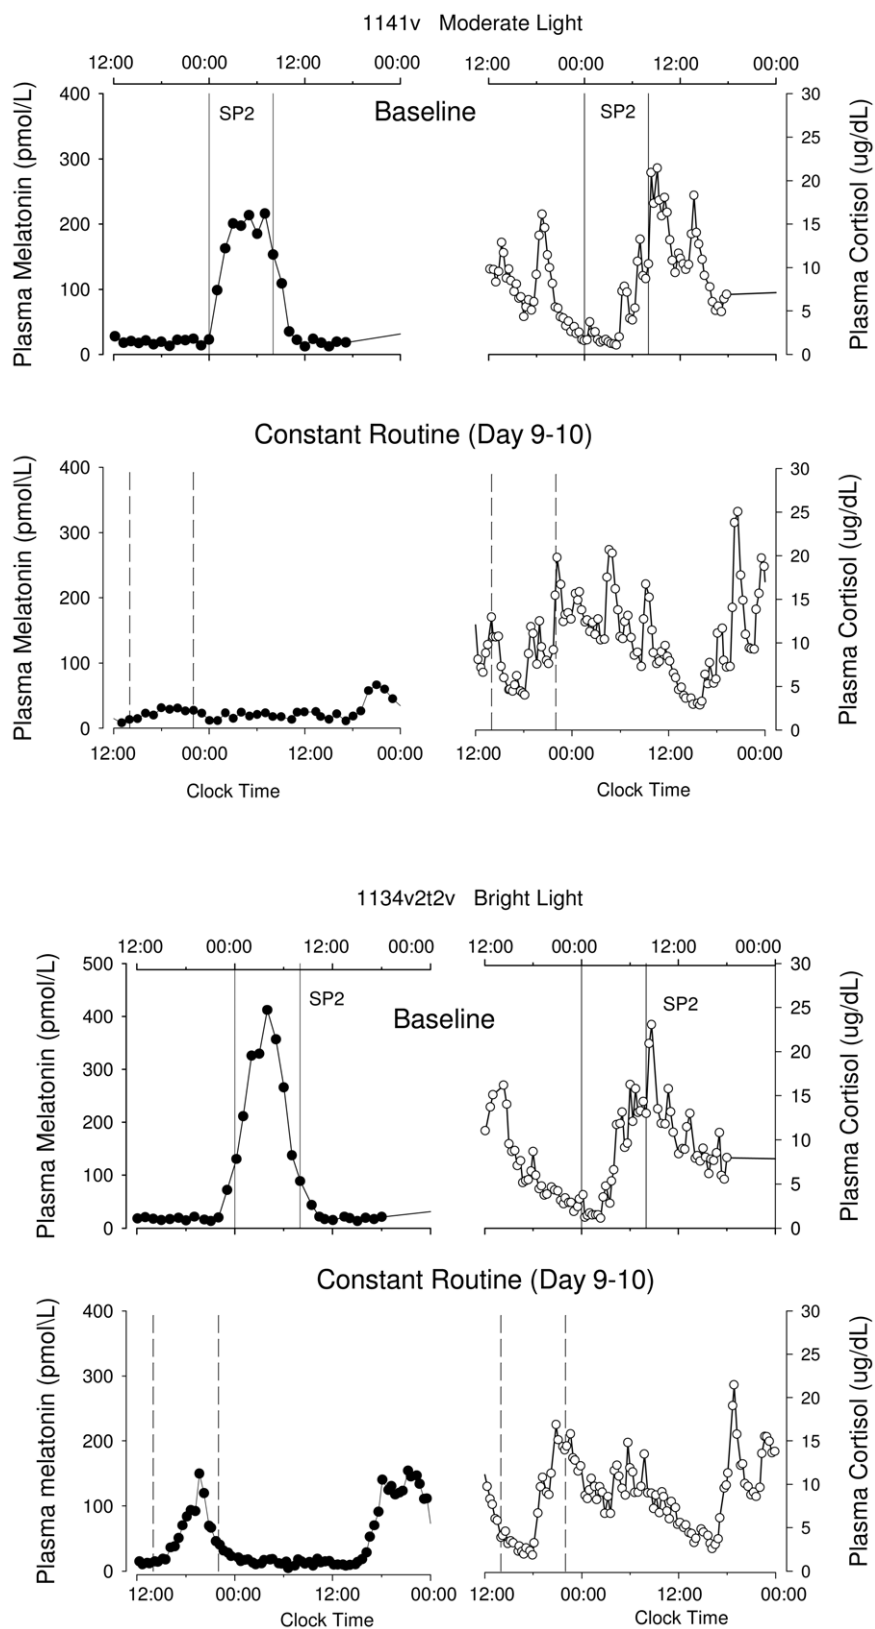 1141v Moderate Light
12:00 00:00 12:00 00:00 12:00 00:00 12:00 00:00
Plasma Melatonin (pmol/L)
400
300
200
100
0
SP2
Baseline
SP2
30
25
20
15
10
5
0
Plasma Cortisol (ug/dL)
Constant Routine (Day 9-10)
Plasma Melatonin (pmol\L)
400
300
200
100
0
30
25
20
15
10
5
0
Plasma Cortisol (ug/dL)
12:00 00:00 12:00 00:00 12:00 00:00 12:00 00:00
Clock Time Clock Time
1134v2t2v Bright Light
12:00 00:00 12:00 00:00 12:00 00:00 12:00 00:00
Plasma Melatonin (pmol/L)
500
400
300
200
100
0
SP2
Baseline
SP2
30
25
20
15
10
5
0
Plasma Cortisol (ug/dL)
Constant Routine (Day 9-10)
Plasma melatonin (pmol\L)
400
300
200
100
0
30
25
20
15
10
5
0
Plasma Cortisol (ug/dL)
12:00 00:00 12:00 00:00 12:00 00:00 12:00 00:00
Clock Time Clock Time